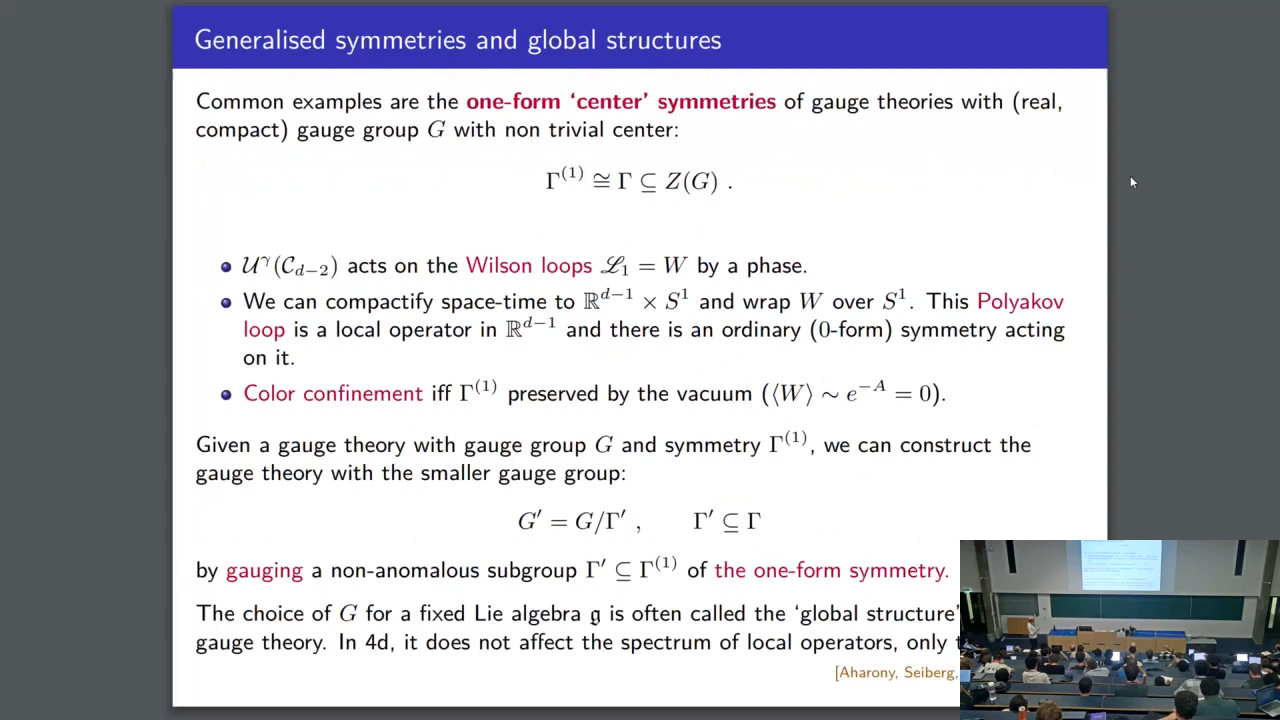 Generalised symmetries and global structures
Common examples are the one-form ‘center’ symmetries of gauge theories with (real,
compact) gauge group G with non trivial center:
Γ⁽¹⁾ ≅ Γ ⊆ Z(G) .
• 𝒰^γ(𝒞_{d−2}) acts on the Wilson loops ℒ₁ = W by a phase.
• We can compactify space-time to ℝ^{d−1} × S¹ and wrap W over S¹. This Polyakov
loop is a local operator in ℝ^{d−1} and there is an ordinary (0-form) symmetry acting
on it.
• Color confinement iff Γ⁽¹⁾ preserved by the vacuum (⟨W⟩ ∼ e^{−A} = 0).
Given a gauge theory with gauge group G and symmetry Γ⁽¹⁾, we can construct the
gauge theory with the smaller gauge group:
G′ = G/Γ′ , Γ′ ⊆ Γ
by gauging a non-anomalous subgroup Γ′ ⊆ Γ⁽¹⁾ of the one-form symmetry.
The choice of G for a fixed Lie algebra 𝔤 is often called the ‘global structure’
gauge theory. In 4d, it does not affect the spectrum of local operators, only
[Aharony, Seiberg,